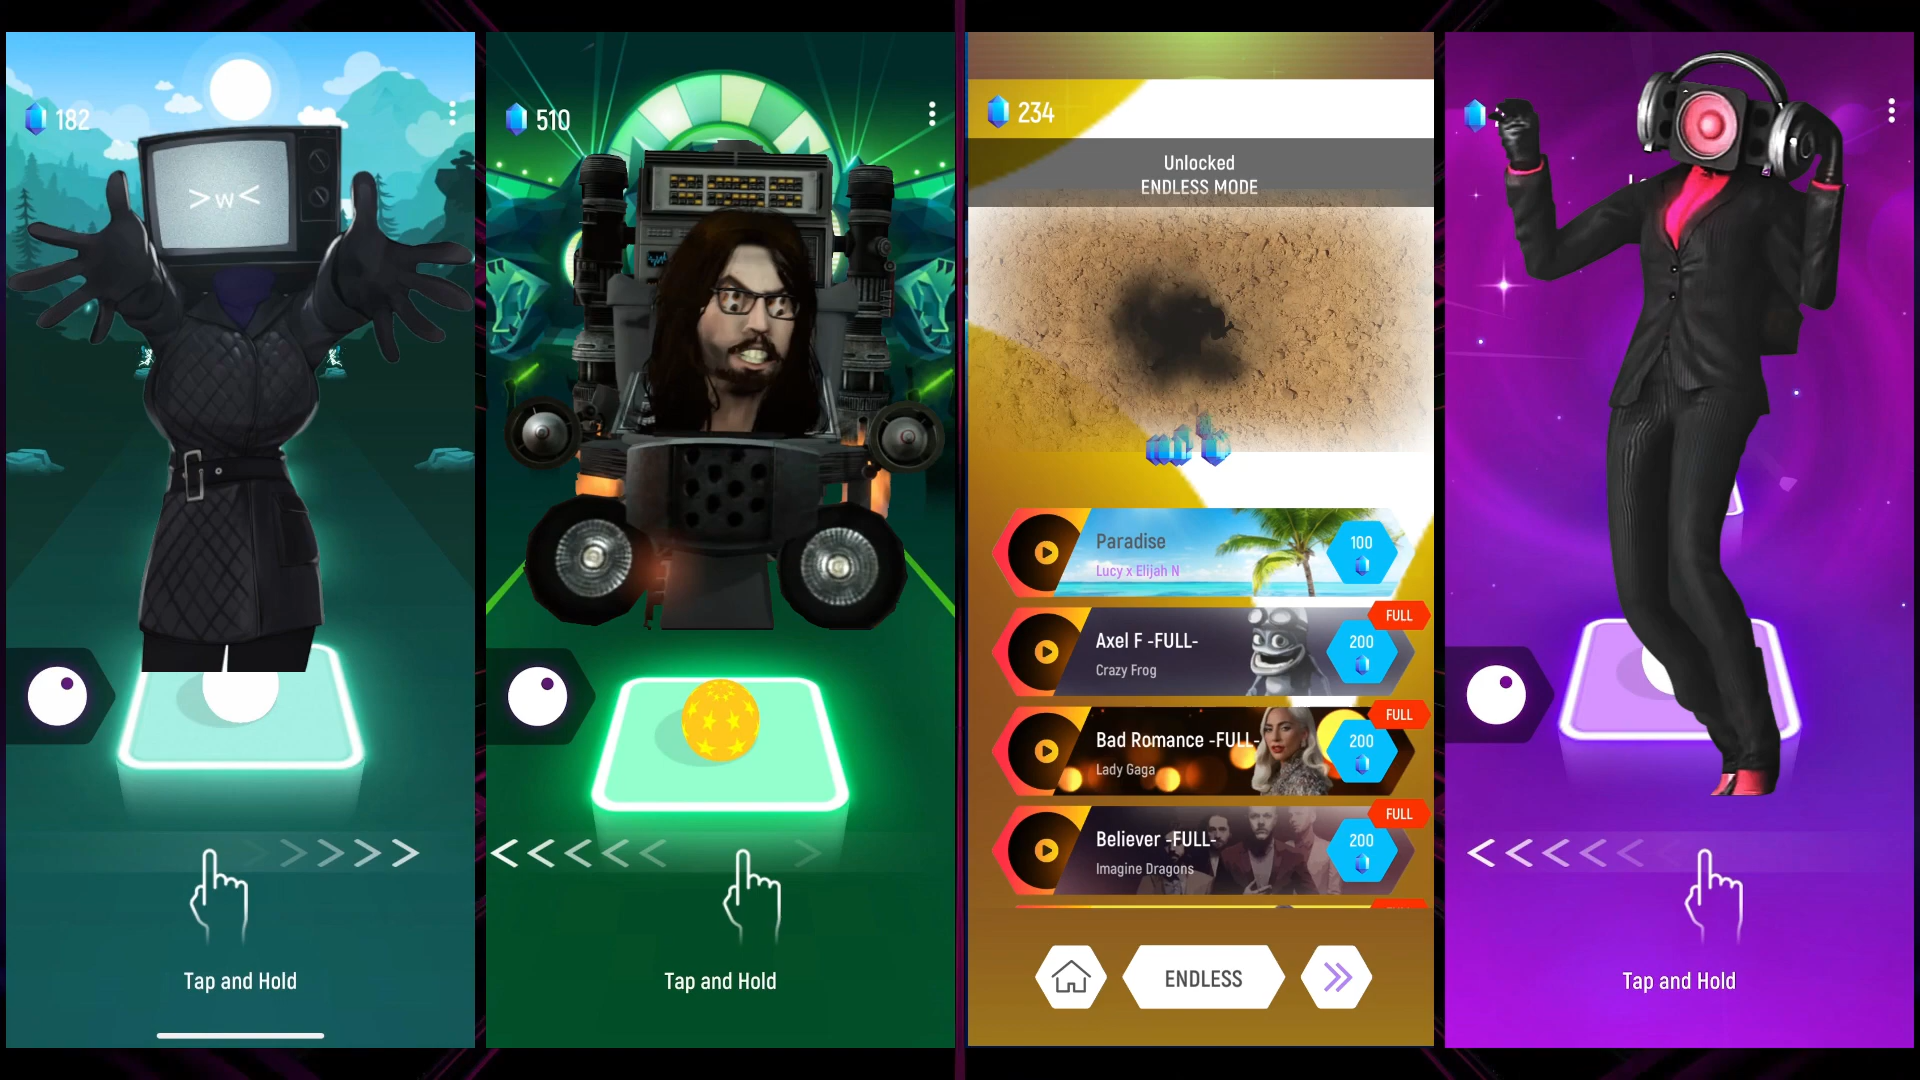 182
>w<
Tap and Hold
510
Tap and Hold
234
Unlocked
ENDLESS MODE
Paradise
Lucy x Elijah N
100
FULL
Axel F -FULL-
Crazy Frog
200
FULL
Bad Romance -FULL-
Lady Gaga
200
FULL
Believer -FULL-
Imagine Dragons
200
ENDLESS
Tap and Hold